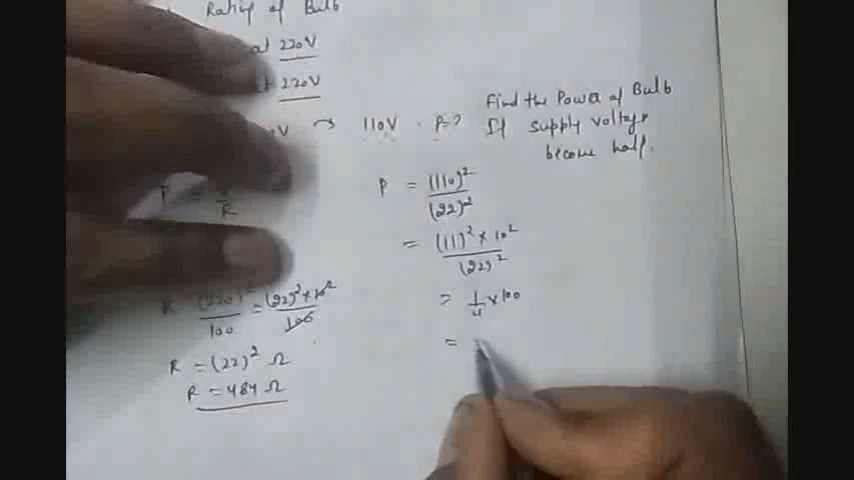 Rating of Bulb
at 220V
220V
V → 110V P=?
Find the Power of Bulb
If supply voltage
become half.
P =
R
P = (110)²/(22)²
= (11)² × 10²/(22)²
= 1/4 × 100
=
R (220)²/100 = (22)² × 10²/100
R = (22)² Ω
R = 484 Ω